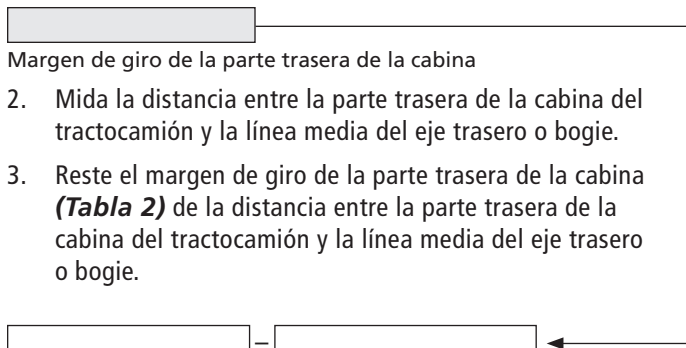 Margen de giro de la parte trasera de la cabina
2. Mida la distancia entre la parte trasera de la cabina del
tractocamión y la línea media del eje trasero o bogie.
3. Reste el margen de giro de la parte trasera de la cabina
(Tabla 2) de la distancia entre la parte trasera de la
cabina del tractocamión y la línea media del eje trasero
o bogie.
–